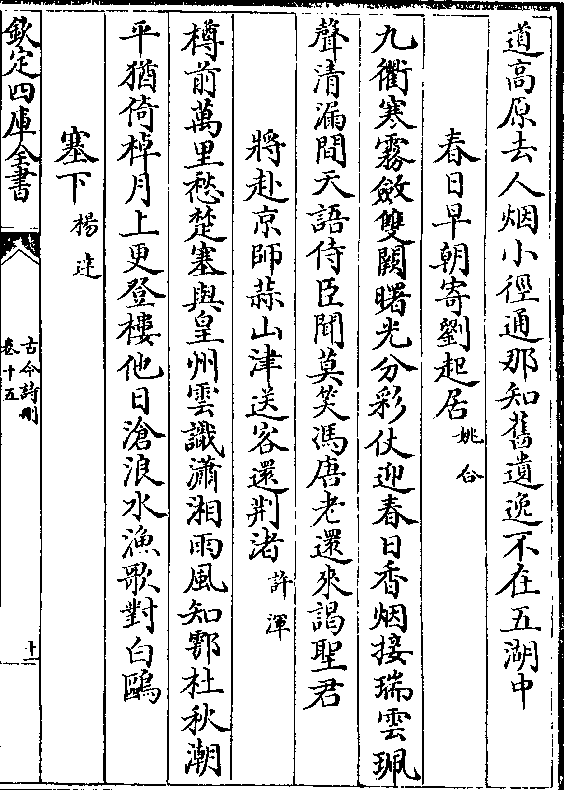 道高原去人烟小徑通那知舊遺逸不在五湖中
春日早朝寄劉起居 姚合
九衢寒霧斂雙闕曙光分彩仗迎春日香烟接瑞雲珮
聲清漏間天語侍臣聞莫笑馮唐老還來謁聖君
將赴京師蒜山津送客還荆渚 許渾
樽前萬里愁楚塞與皇州雲識瀟湘雨風知鄠杜秋潮
平猶倚棹月上更登樓他日滄浪水漁歌對白鷗
塞下 楊逹
欽定四庫全書
古今詩刪
卷十五
十一